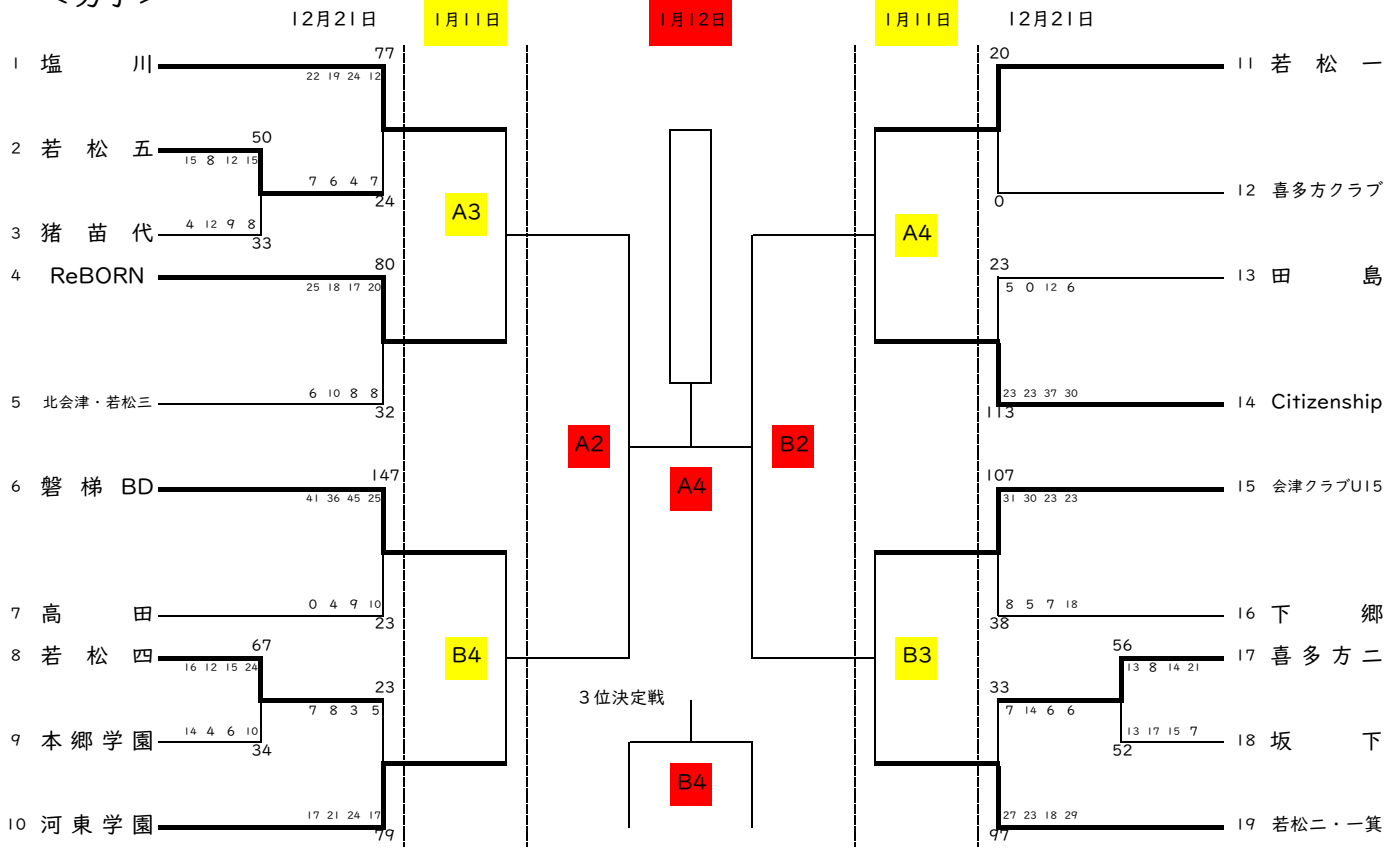 ＜男子＞
12月21日 1月11日 1月12日 1月11日 12月21日
1 塩川 77
22 19 24 12
2 若松五 50
15 8 12 15
7 6 4 7
24
3 猪苗代 4 12 9 8
33
A3
4 ReBORN 80
25 18 17 20
5 北会津・若松三 6 10 8 8
32
6 磐梯BD 147
41 36 45 25
7 高田 0 4 9 10
23
8 若松四 67
16 12 15 24
23
7 8 3 5
9 本郷学園 14 4 6 10
34
10 河東学園 17 21 24 17
79
B4
A2
A4
B2
3位決定戦
B4
20 11 若松一
0 12 喜多方クラブ
A4
23 13 田島
5 0 12 6
23 23 37 30
113 14 Citizenship
107 15 会津クラブU15
31 30 23 23
8 5 7 18
38 16 下郷
B3
56 17 喜多方二
13 8 14 21
33
7 14 6 6
13 17 15 7
52 18 坂下
27 23 18 29
97 19 若松二・一箕